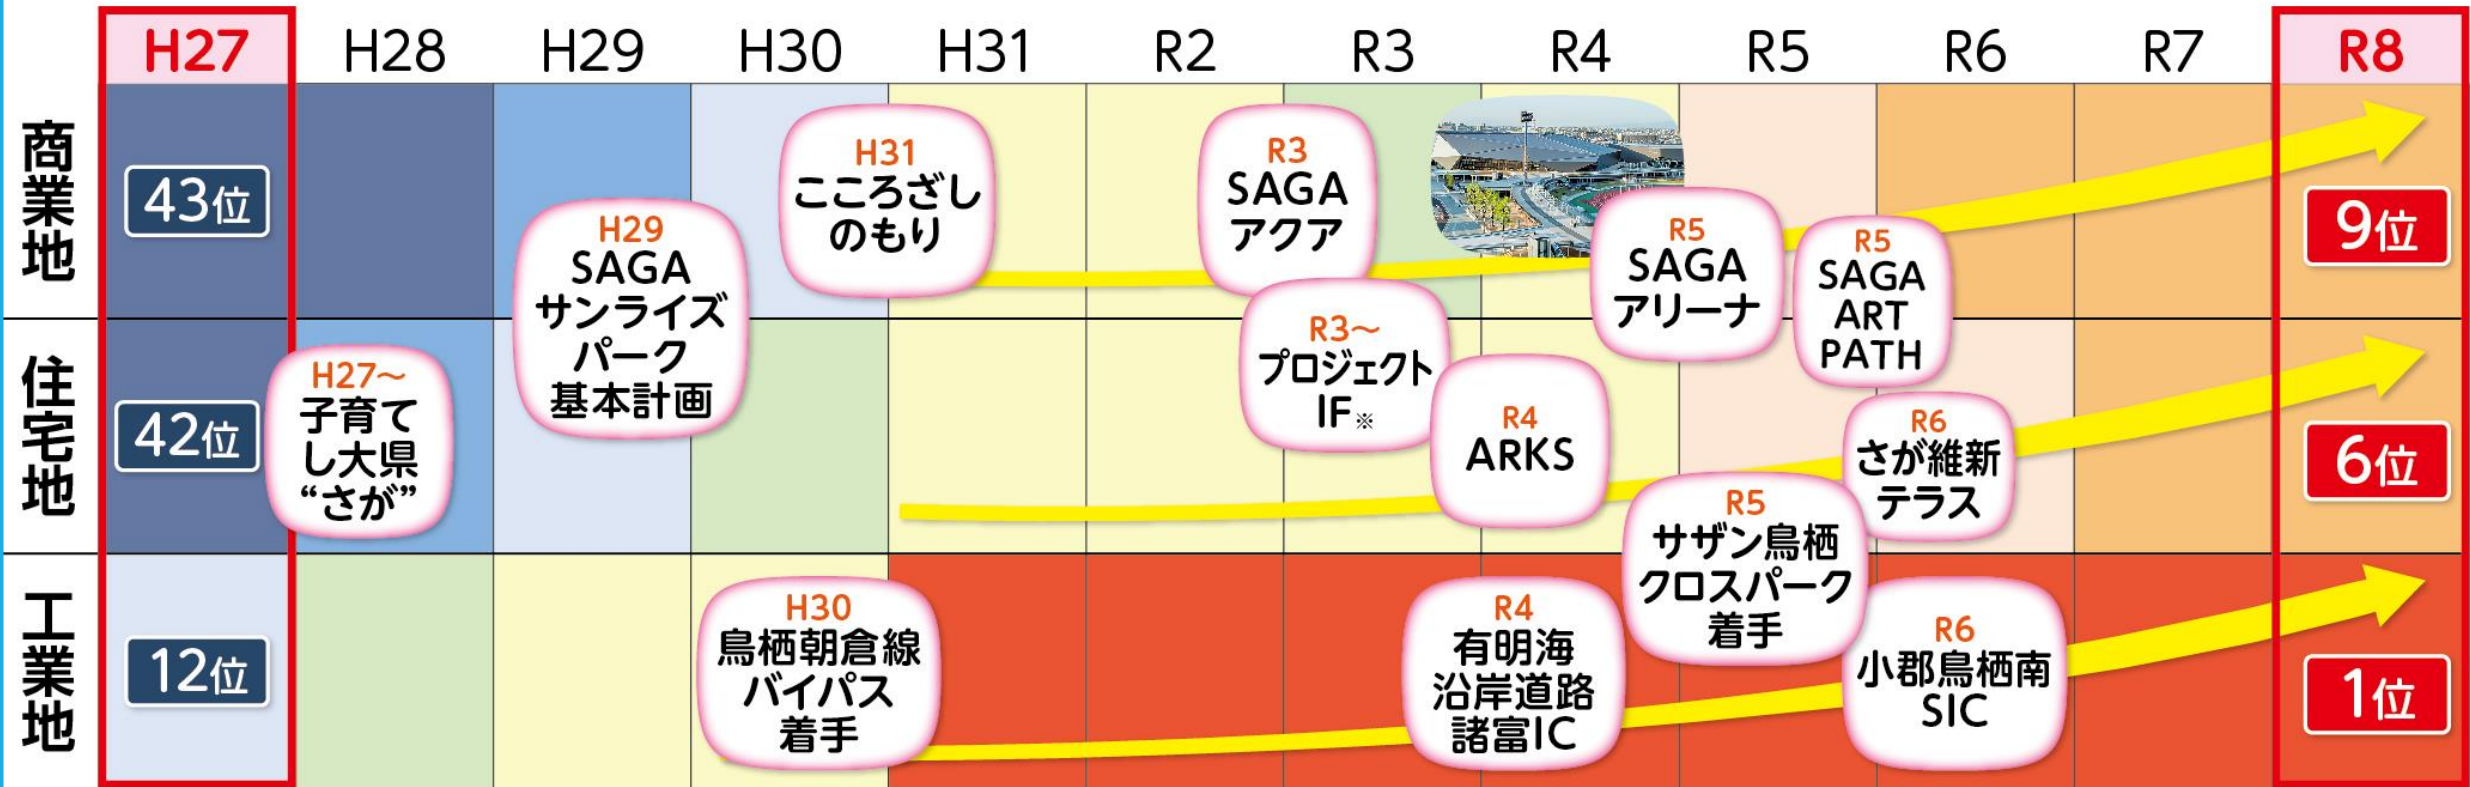 H27 H28 H29 H30 H31 R2 R3 R4 R5 R6 R7 R8
商業地
43位
H29
SAGA
サンライズ
パーク
基本計画
H31
こころざし
のもり
R3
SAGA
アクア
R5
SAGA
アリーナ
R5
SAGA
ART
PATH
9位
住宅地
42位
H27～
子育て
し大県
“さが”
R3～
プロジェクト
IF※
R4
ARKS
R6
さが維新
テラス
6位
工業地
12位
H30
鳥栖朝倉線
バイパス
着手
R4
有明海
沿岸道路
諸富IC
R5
サザン鳥栖
クロスパーク
着手
R6
小郡鳥栖南
SIC
1位